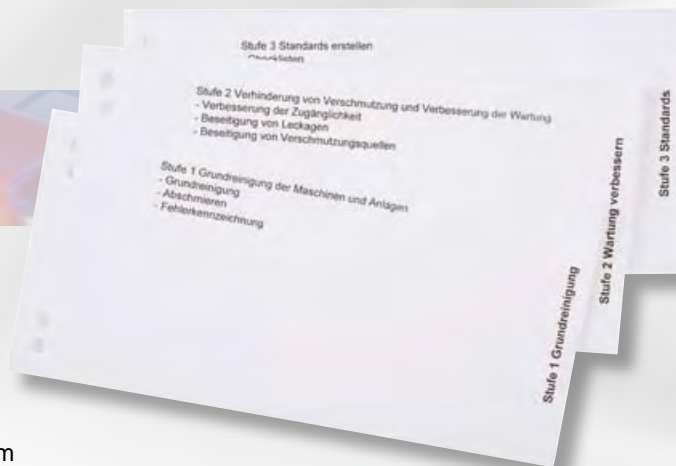 Stufe 3 Standards erstellen
- Checklisten
Stufe 2 Verhinderung von Verschmutzung und Verbesserung der Wartung
- Verbesserung der Zugänglichkeit
- Beseitigung von Leckagen
- Beseitigung von Verschmutzungsquellen
Stufe 1 Grundreinigung der Maschinen und Anlagen
- Grundreinigung
- Abschmieren
- Fehlerkennzeichnung
Stufe 1 Grundreinigung
Stufe 2 Wartung verbessern
Stufe 3 Standards
m